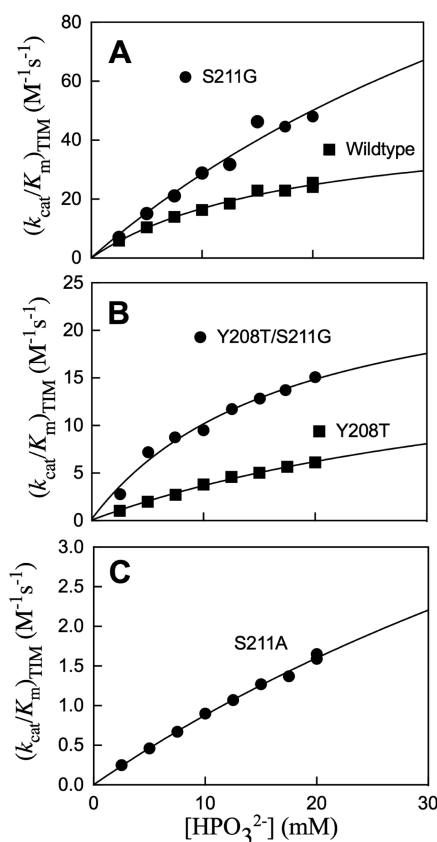 80
A
S211G
60
Wildtype
40
20
0
(kcat/Km)TIM (M-1s-1)
25
B
Y208T/S211G
20
15
Y208T
10
5
0
(kcat/Km)TIM (M-1s-1)
3.0
C
2.5
2.0
S211A
1.5
1.0
0.5
0.0
(kcat/Km)TIM (M-1s-1)
0 10 20 30
[HPO3 2-] (mM)